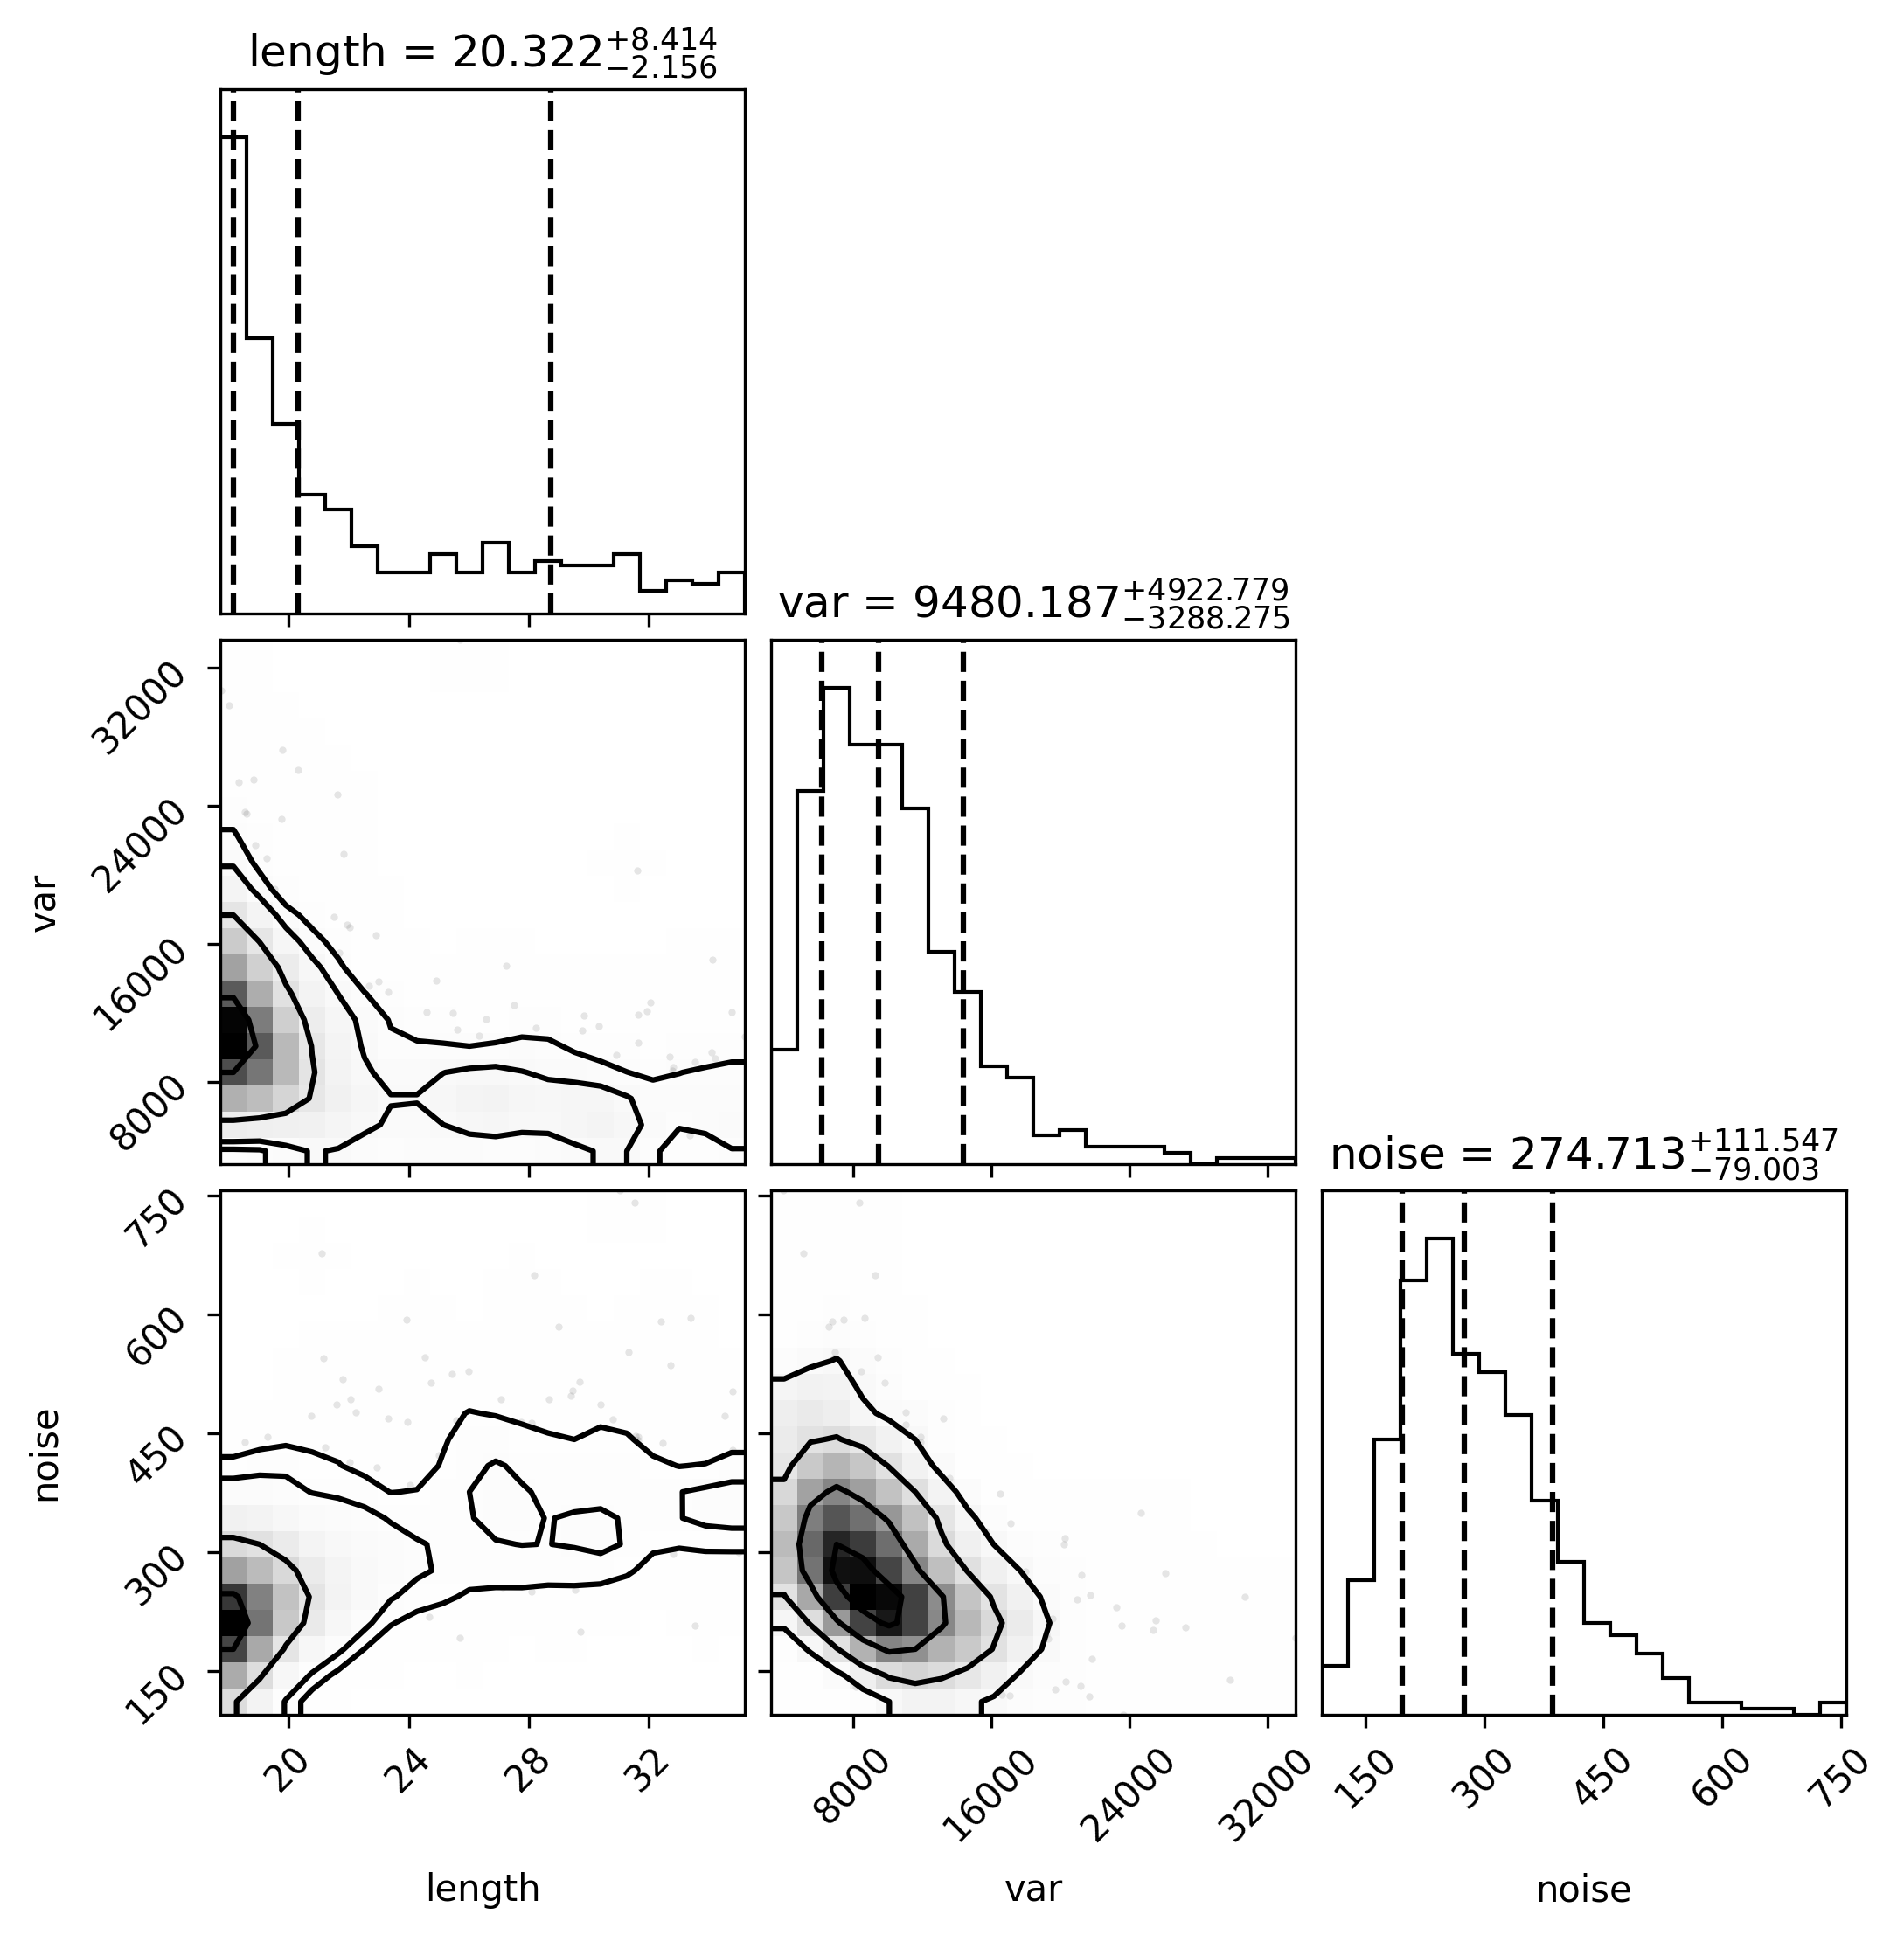 length = 20.322 +8.414 −2.156
var = 9480.187 +4922.779 −3288.275
32000
24000
16000
8000
var
noise = 274.713 +111.547 −79.003
750
600
450
300
150
noise
20 24 28 32
8000 16000 24000 32000
150 300 450 600 750
length var noise